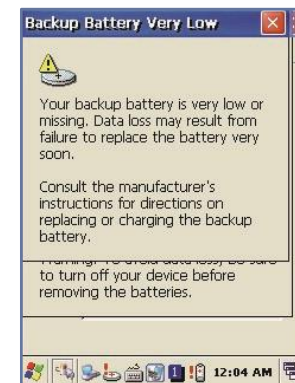 Backup Battery Very Low
Your backup battery is very low or
missing. Data loss may result from
failure to replace the battery very
soon.
Consult the manufacturer's
instructions for directions on
replacing or charging the backup
battery.
to turn off your device before
removing the batteries.
1
12:04 AM